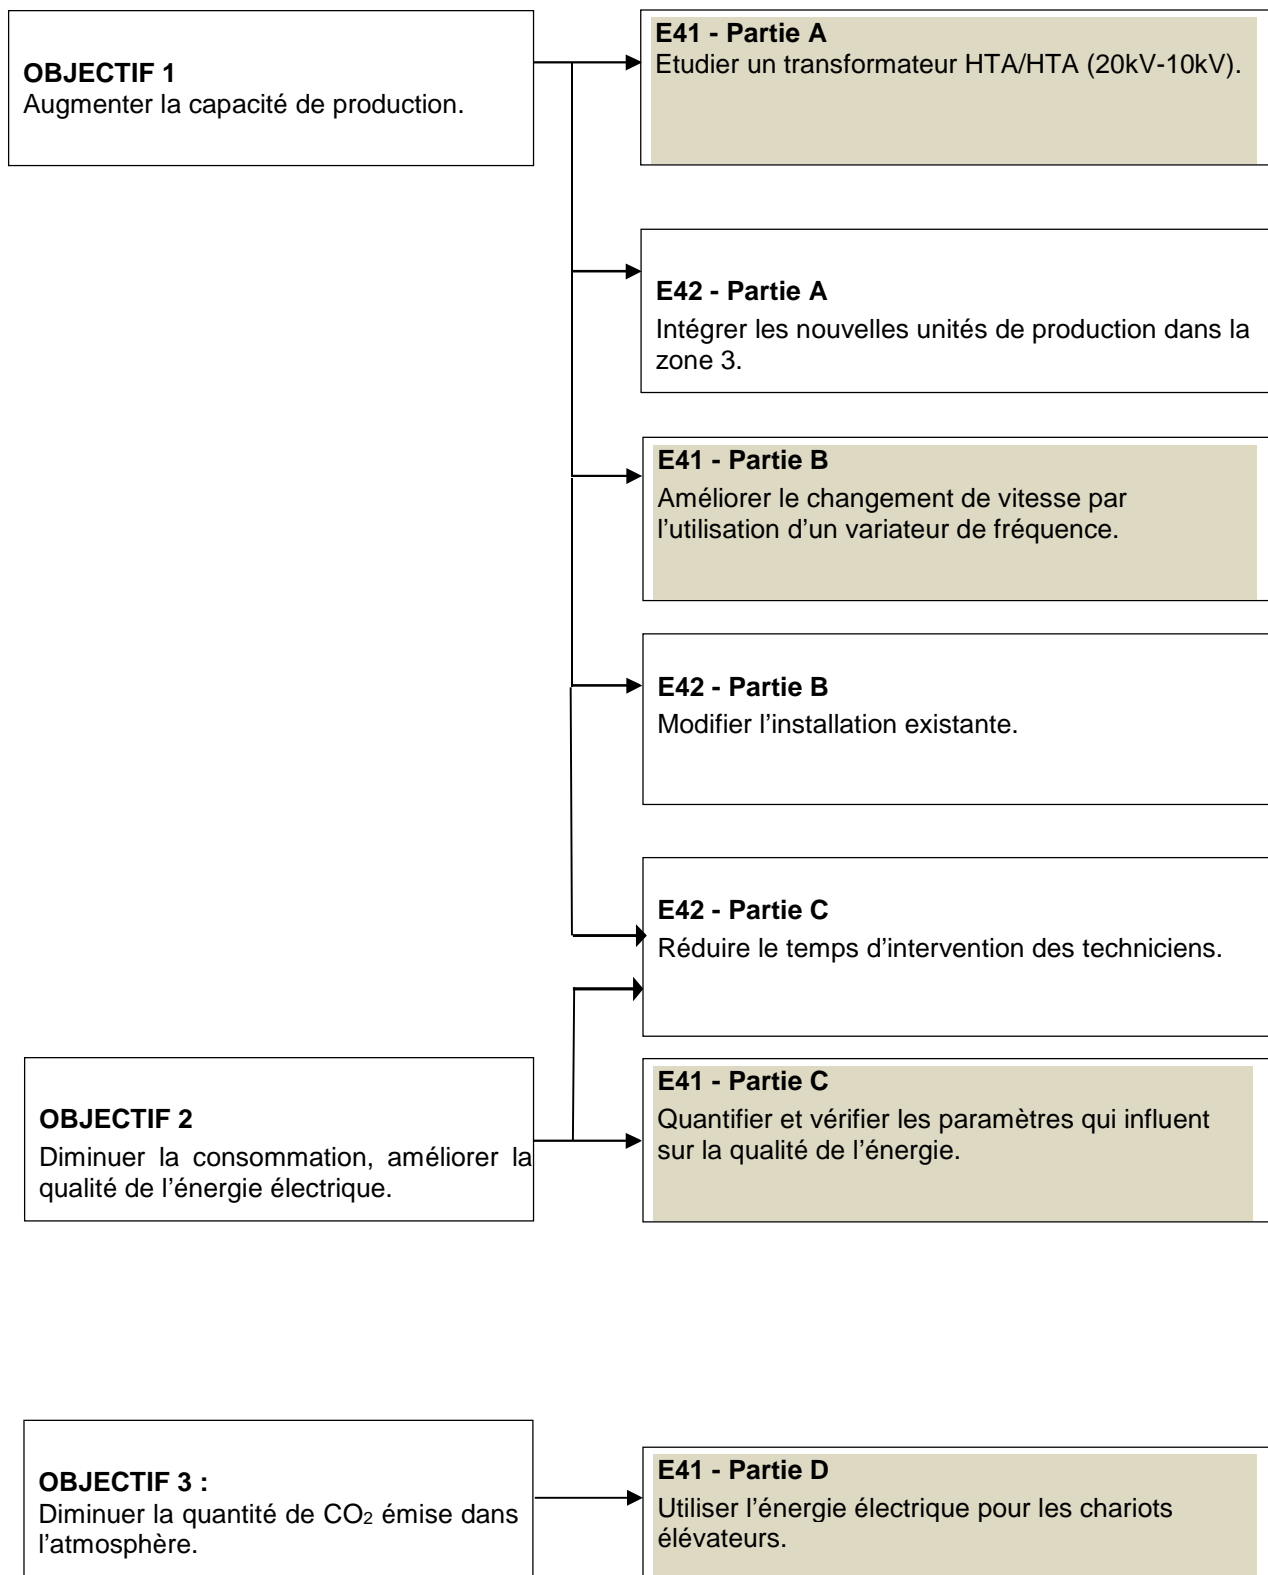 OBJECTIF 1
Augmenter la capacité de production.
E41 - Partie A
Etudier un transformateur HTA/HTA (20kV-10kV).
E42 - Partie A
Intégrer les nouvelles unités de production dans la
zone 3.
E41 - Partie B
Améliorer le changement de vitesse par
l’utilisation d’un variateur de fréquence.
E42 - Partie B
Modifier l’installation existante.
E42 - Partie C
Réduire le temps d’intervention des techniciens.
OBJECTIF 2
Diminuer la consommation, améliorer la
qualité de l’énergie électrique.
E41 - Partie C
Quantifier et vérifier les paramètres qui influent
sur la qualité de l’énergie.
OBJECTIF 3 :
Diminuer la quantité de CO₂ émise dans
l’atmosphère.
E41 - Partie D
Utiliser l’énergie électrique pour les chariots
élévateurs.